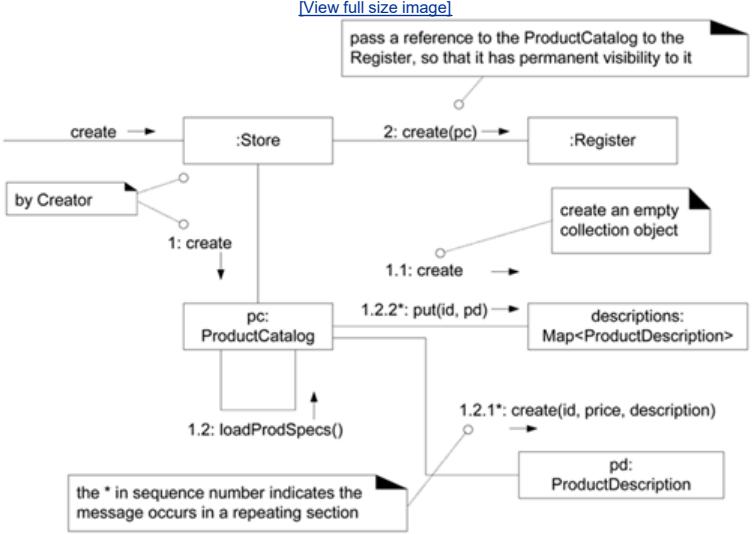 [View full size image]
pass a reference to the ProductCatalog to the
Register, so that it has permanent visibility to it
create
:Store
2: create(pc)
:Register
by Creator
create an empty
collection object
1: create
1.1: create
pc:
ProductCatalog
1.2.2*: put(id, pd)
descriptions:
Map<ProductDescription>
1.2: loadProdSpecs()
1.2.1*: create(id, price, description)
pd:
ProductDescription
the * in sequence number indicates the
message occurs in a repeating section